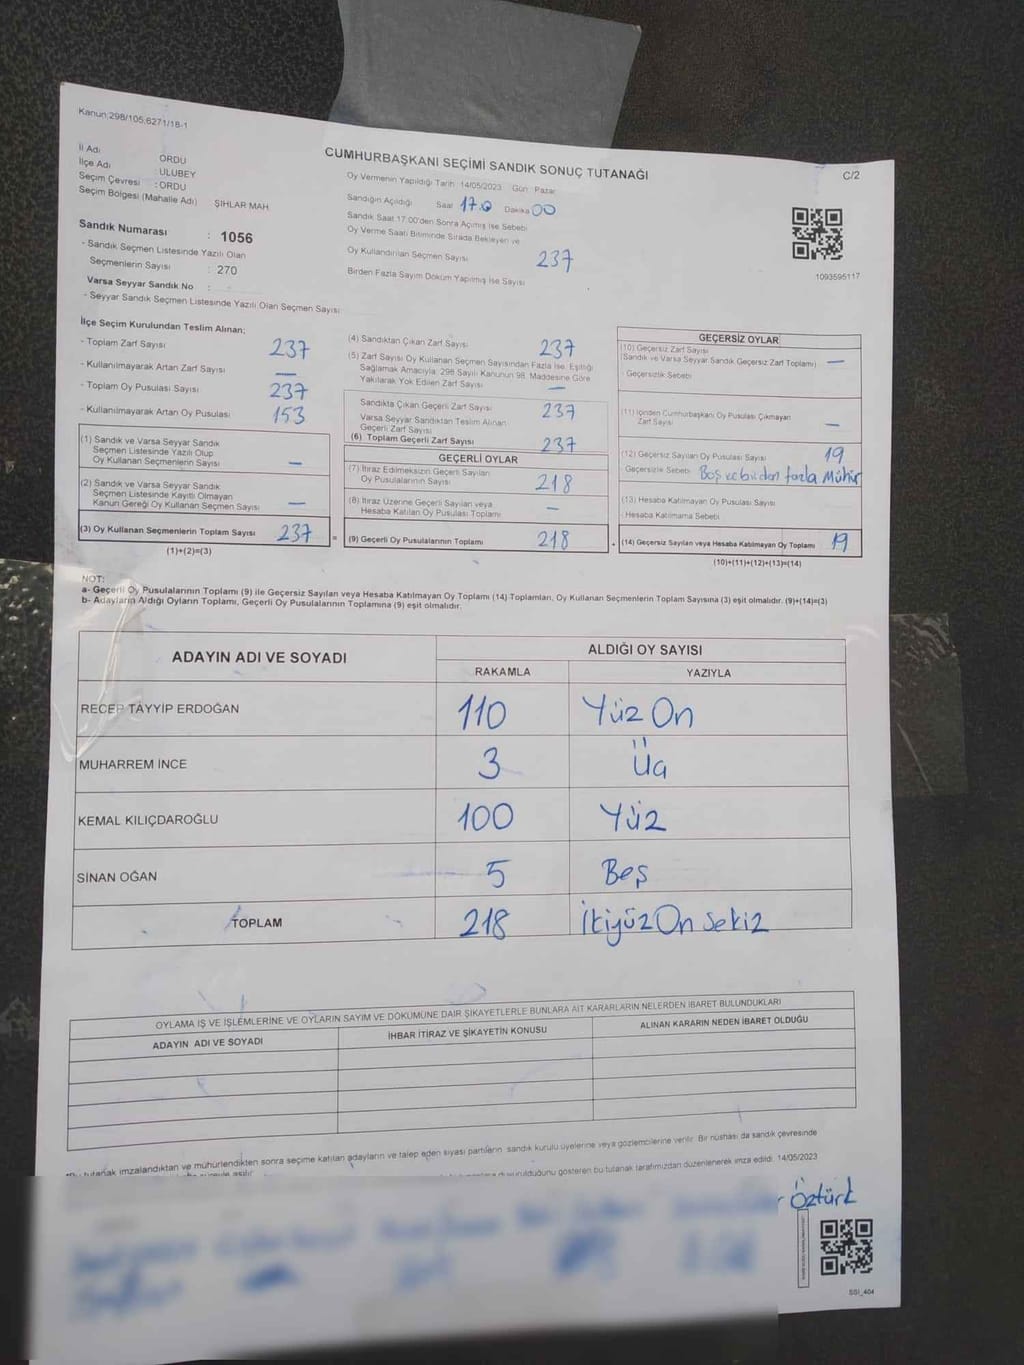 Kanun:298/105,6271/18-1
CUMHURBAŞKANI SEÇİMİ SANDIK SONUÇ TUTANAĞI
C/2
İl Adı : ORDU
İlçe Adı : ULUBEY
Seçim Çevresi : ORDU
Seçim Bölgesi (Mahalle Adı) ŞIHLAR MAH
Sandık Numarası : 1056
- Sandık Seçmen Listesinde Yazılı Olan
Seçmenlerin Sayısı : 270
Varsa Seyyar Sandık No :
- Seyyar Sandık Seçmen Listesinde Yazılı Olan Seçmen Sayısı:
Oy Vermenin Yapıldığı Tarih 14/05/2023 Gün : Pazar
Sandığın Açıldığı Saat 17.0 Dakika 00
Sandık Saat 17:00'den Sonra Açılmış İse Sebebi
Oy Verme Saati Bitiminde Sırada Bekleyen ve
Oy Kullandırılan Seçmen Sayısı 237
Birden Fazla Sayım Döküm Yapılmış İse Sayısı
1093595117
İlçe Seçim Kurulundan Teslim Alınan;
- Toplam Zarf Sayısı 237
- Kullanılmayarak Artan Zarf Sayısı —
- Toplam Oy Pusulası Sayısı 237
- Kullanılmayarak Artan Oy Pusulası 153
(1) Sandık ve Varsa Seyyar Sandık
Seçmen Listesinde Yazılı Olup
Oy Kullanan Seçmenlerin Sayısı —
(2) Sandık ve Varsa Seyyar Sandık
Seçmen Listesinde Kayıtlı Olmayan
Kanun Gereği Oy Kullanan Seçmen Sayısı —
(3) Oy Kullanan Seçmenlerin Toplam Sayısı 237 =
(1)+(2)=(3)
(4) Sandıktan Çıkan Zarf Sayısı 237
(5) Zarf Sayısı Oy Kullanan Seçmen Sayısından Fazla İse, Eşitliği
Sağlamak Amacıyla; 298 Sayılı Kanunun 98. Maddesine Göre
Yakılarak Yok Edilen Zarf Sayısı —
Sandıkta Çıkan Geçerli Zarf Sayısı 237
Varsa Seyyar Sandıktan Teslim Alınan
Geçerli Zarf Sayısı
(6) Toplam Geçerli Zarf Sayısı 237
GEÇERLİ OYLAR
(7) İtiraz Edilmeksizin Geçerli Sayılan
Oy Pusulalarının Sayısı 218
(8) İtiraz Üzerine Geçerli Sayılan veya
Hesaba Katılan Oy Pusulası Toplamı —
(9) Geçerli Oy Pusulalarının Toplamı 218 +
GEÇERSİZ OYLAR
(10) Geçersiz Zarf Sayısı
(Sandık ve Varsa Seyyar Sandık Geçersiz Zarf Toplamı) —
Geçersizlik Sebebi
(11) İçinden Cumhurbaşkanı Oy Pusulası Çıkmayan
Zarf Sayısı —
(12) Geçersiz Sayılan Oy Pusulası Sayısı 19
Geçersizlik Sebebi Boş ve birden fazla Mühür
(13) Hesaba Katılmayan Oy Pusulası Sayısı
Hesaba Katılmama Sebebi
(14) Geçersiz Sayılan veya Hesaba Katılmayan Oy Toplamı 19
(10)+(11)+(12)+(13)=(14)
NOT:
a- Geçerli Oy Pusulalarının Toplamı (9) ile Geçersiz Sayılan veya Hesaba Katılmayan Oy Toplamı (14) Toplamları, Oy Kullanan Seçmenlerin Toplam Sayısına (3) eşit olmalıdır. (9)+(14)=(3)
b- Adayların Aldığı Oyların Toplamı, Geçerli Oy Pusulalarının Toplamına (9) eşit olmalıdır.
ADAYIN ADI VE SOYADI
ALDIĞI OY SAYISI
RAKAMLA YAZIYLA
RECEP TAYYİP ERDOĞAN 110 Yüz On
MUHARREM İNCE 3 Üç
KEMAL KILIÇDAROĞLU 100 Yüz
SİNAN OĞAN 5 Beş
TOPLAM 218 İkiyüz On sekiz
OYLAMA İŞ VE İŞLEMLERİNE VE OYLARIN SAYIM VE DÖKÜMÜNE DAİR ŞİKAYETLERLE BUNLARA AİT KARARLARIN NELERDEN İBARET BULUNDUKLARI
ADAYIN ADI VE SOYADI İHBAR İTİRAZ VE ŞİKAYETİN KONUSU ALINAN KARARIN NEDEN İBARET OLDUĞU
tutanak imzalandıktan ve mühürlendikten sonra seçime katılan adayların ve talep eden siyasi partilerin sandık kurulu üyelerine veya gözlemcilerine verilir. Bir nüshası da sandık çevresinde
duyurulduğunu gösteren bu tutanak tarafımızdan düzenlenerek imza edildi. 14/05/2023
Öztürk
SSI_404